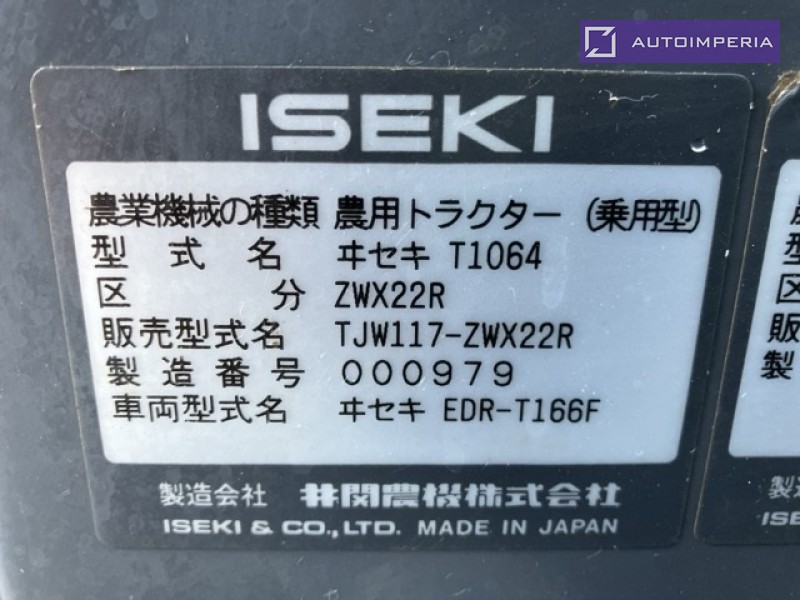 AUTOIMPERIA
ISEKI
農業機械の種類 農用トラクター (乗用型)
型式名 ヰセキ T1064
区分 ZWX22R
販売型式名 TJW117-ZWX22R
製造番号 000979
車両型式名 ヰセキ EDR-T166F
製造会社 井関農機株式会社
ISEKI & CO., LTD. MADE IN JAPAN